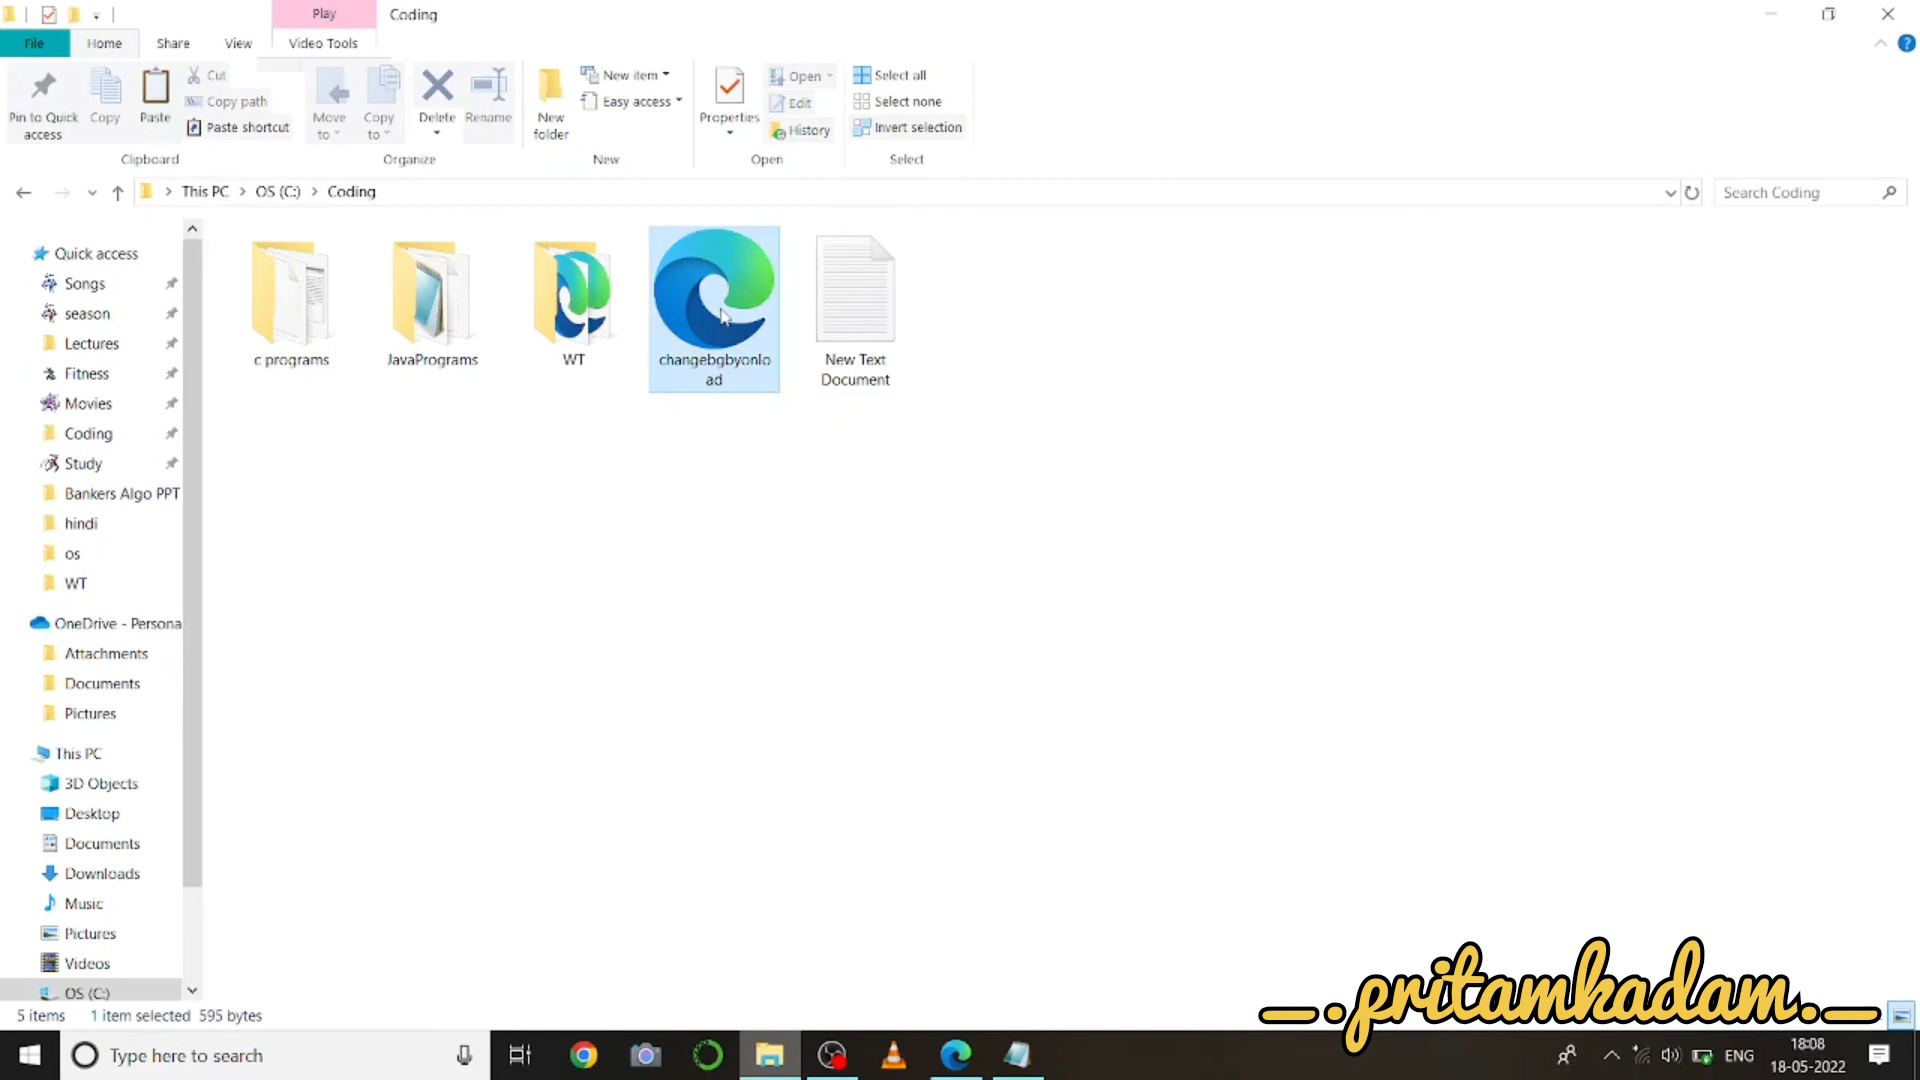 Play
Coding
File
Home
Share
View
Video Tools
Pin to Quick access
Copy
Paste
Cut
Copy path
Paste shortcut
Move to
Copy to
Delete
Rename
New folder
New item
Easy access
Properties
Open
Edit
History
Select all
Select none
Invert selection
Clipboard
Organize
New
Open
Select
This PC > OS (C:) > Coding
Search Coding
Quick access
Songs
season
Lectures
Fitness
Movies
Coding
Study
Bankers Algo PPT
hindi
os
WT
OneDrive - Persona
Attachments
Documents
Pictures
This PC
3D Objects
Desktop
Documents
Downloads
Music
Pictures
Videos
OS (C:)
c programs
JavaPrograms
WT
changebgbyonlo
ad
New Text
Document
5 items
1 item selected 595 bytes
_.pritamkadam._
Type here to search
ENG
18:08
18-05-2022